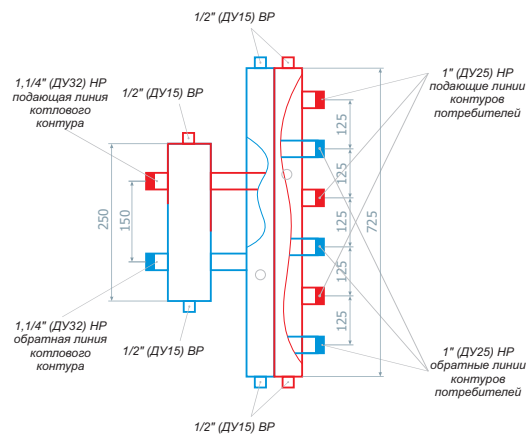 1/2" (ДУ15) ВР
1,1/4" (ДУ32) НР
подающая линия
котлового
контура
1/2" (ДУ15) ВР
1" (ДУ25) НР
подающие линии
контуров
потребителей
125
125
125
125
125
725
250
150
1,1/4" (ДУ32) НР
обратная линия
котлового
контура
1/2" (ДУ15) ВР
1" (ДУ25) НР
обратные линии
контуров
потребителей
1/2" (ДУ15) ВР